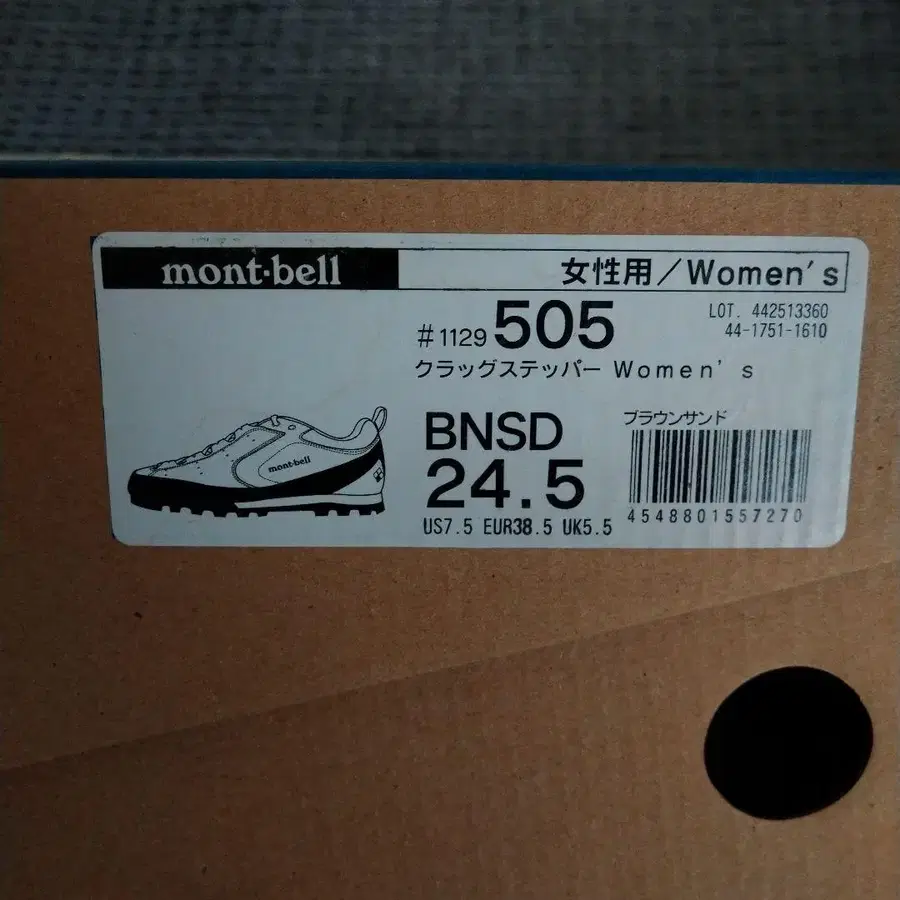 mont-bell
女性用／Women's
#1129 505
LOT. 442513360
44-1751-1610
クラッグステッパー Women's
mont-bell
BNSD
ブラウンサンド
24.5
US7.5 EUR38.5 UK5.5
4548801557270